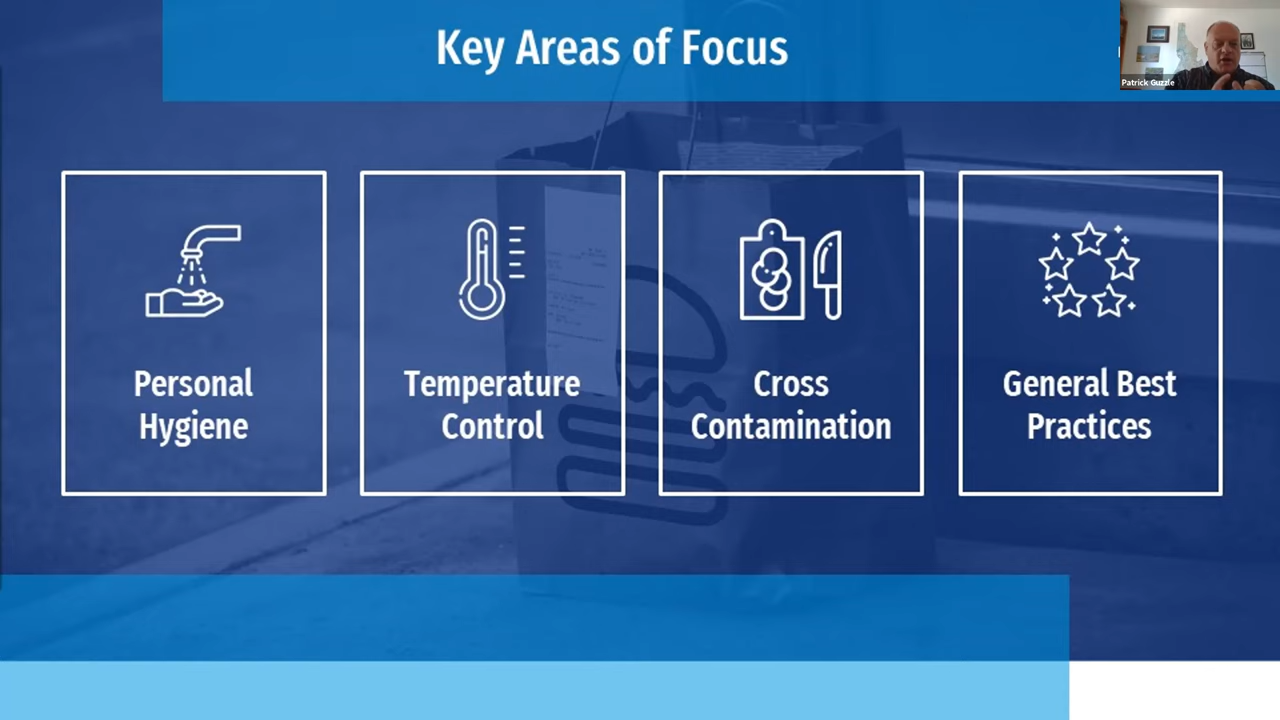 Key Areas of Focus
Patrick Guzzle
Personal
Hygiene
Temperature
Control
Cross
Contamination
General Best
Practices